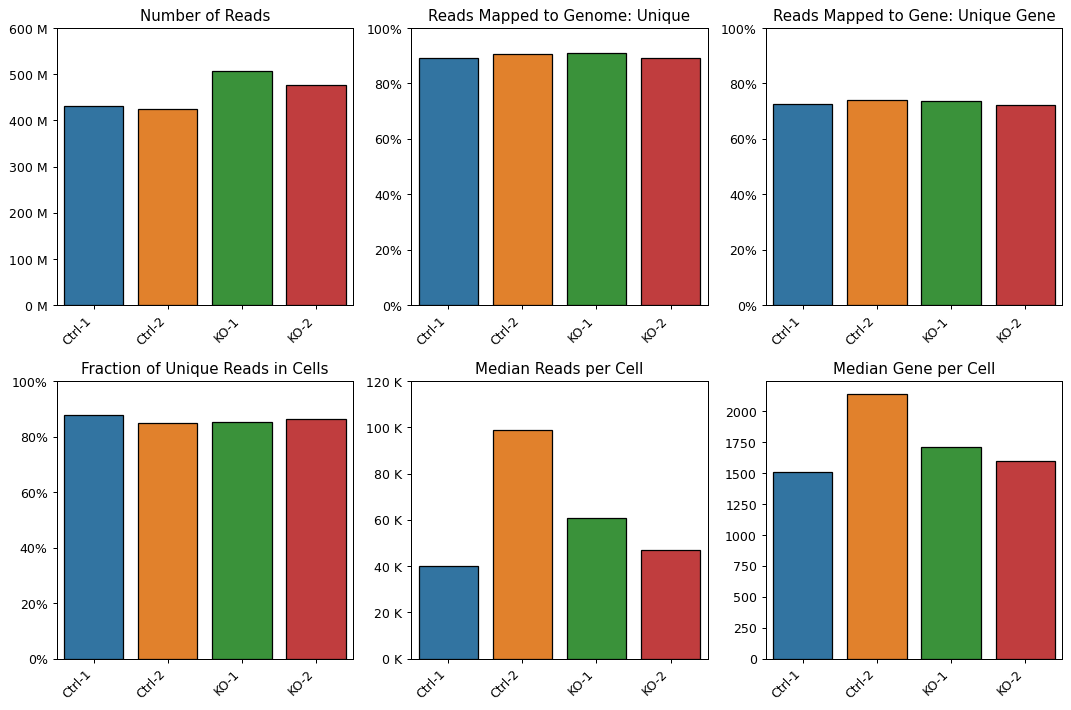 Number of Reads
600 M
500 M
400 M
300 M
200 M
100 M
0 M
Ctrl-1
Ctrl-2
KO-1
KO-2
Reads Mapped to Genome: Unique
100%
80%
60%
40%
20%
0%
Ctrl-1
Ctrl-2
KO-1
KO-2
Reads Mapped to Gene: Unique Gene
100%
80%
60%
40%
20%
0%
Ctrl-1
Ctrl-2
KO-1
KO-2
Fraction of Unique Reads in Cells
100%
80%
60%
40%
20%
0%
Ctrl-1
Ctrl-2
KO-1
KO-2
Median Reads per Cell
120 K
100 K
80 K
60 K
40 K
20 K
0 K
Ctrl-1
Ctrl-2
KO-1
KO-2
Median Gene per Cell
2000
1750
1500
1250
1000
750
500
250
0
Ctrl-1
Ctrl-2
KO-1
KO-2